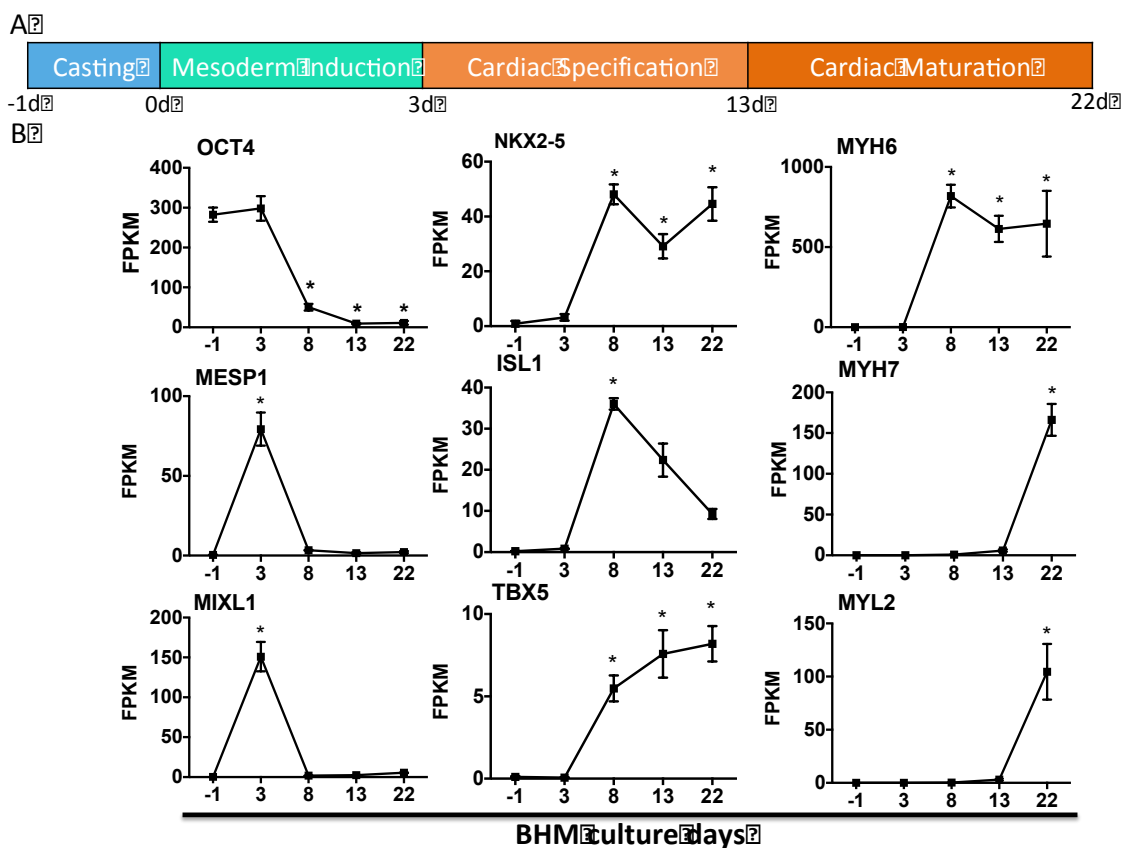 A
Casting Mesoderm Induction Cardiac Specification Cardiac Maturation
-1d 0d 3d 13d 22d
B
OCT4
400
300
200
100
0
FPKM
* * *
-1 3 8 13 22
NKX2-5
60
40
20
0
FPKM
* * *
-1 3 8 13 22
MYH6
1000
500
0
FPKM
* * *
-1 3 8 13 22
MESP1
100
50
0
FPKM
*
-1 3 8 13 22
ISL1
40
30
20
10
0
FPKM
*
-1 3 8 13 22
MYH7
200
150
100
50
0
FPKM
*
-1 3 8 13 22
MIXL1
200
150
100
50
0
FPKM
*
-1 3 8 13 22
TBX5
10
5
0
FPKM
* * *
-1 3 8 13 22
MYL2
150
100
50
0
FPKM
*
-1 3 8 13 22
BHM culture days